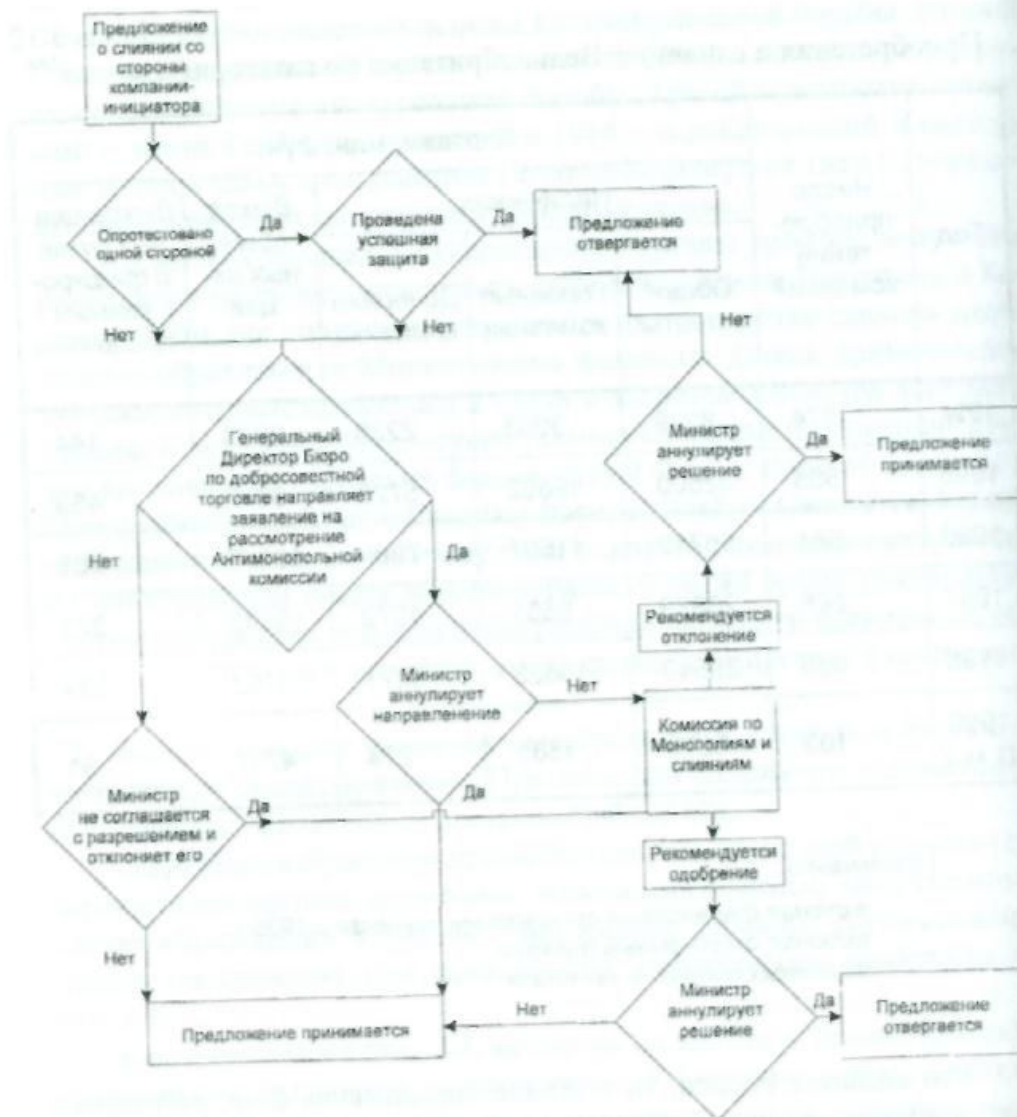 Предложение
о слиянии со
стороны
компании-
инициатора
Опротестовано
одной стороной
Да
Проведена
успешная
защита
Да
Предложение
отвергается
Нет
Нет
Нет
Генеральный
Директор Бюро
по добросовестной
торговле направляет
заявление на
рассмотрение
Антимонопольной
комиссии
Министр
аннулирует
решение
Да
Предложение
принимается
Нет
Да
Рекомендуется
отклонение
Министр
аннулирует
направленение
Нет
Комиссия по
Монополиям и
слияниям
Да
Министр
не соглашается
с разрешением и
отклоняет его
Да
Рекомендуется
одобрение
Нет
Предложение принимается
Нет
Министр
аннулирует
решение
Да
Предложение
отвергается